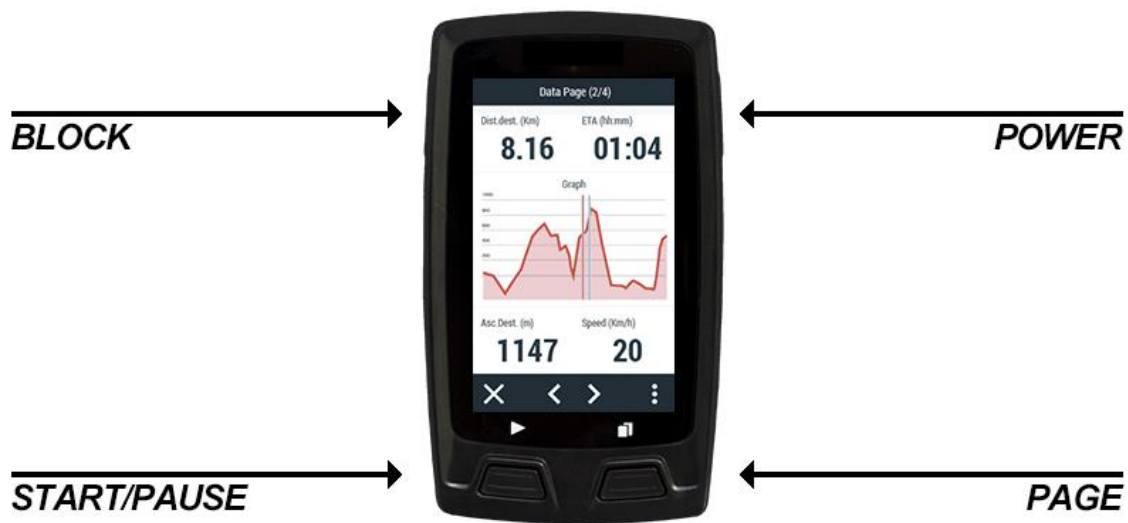 Data Page (2/4)
Dist.dest. (Km) ETA (hh:mm)
BLOCK
POWER
8.16 01:04
Graph
Asc.Dest. (m) Speed (Km/h)
1147 20
START/PAUSE
PAGE